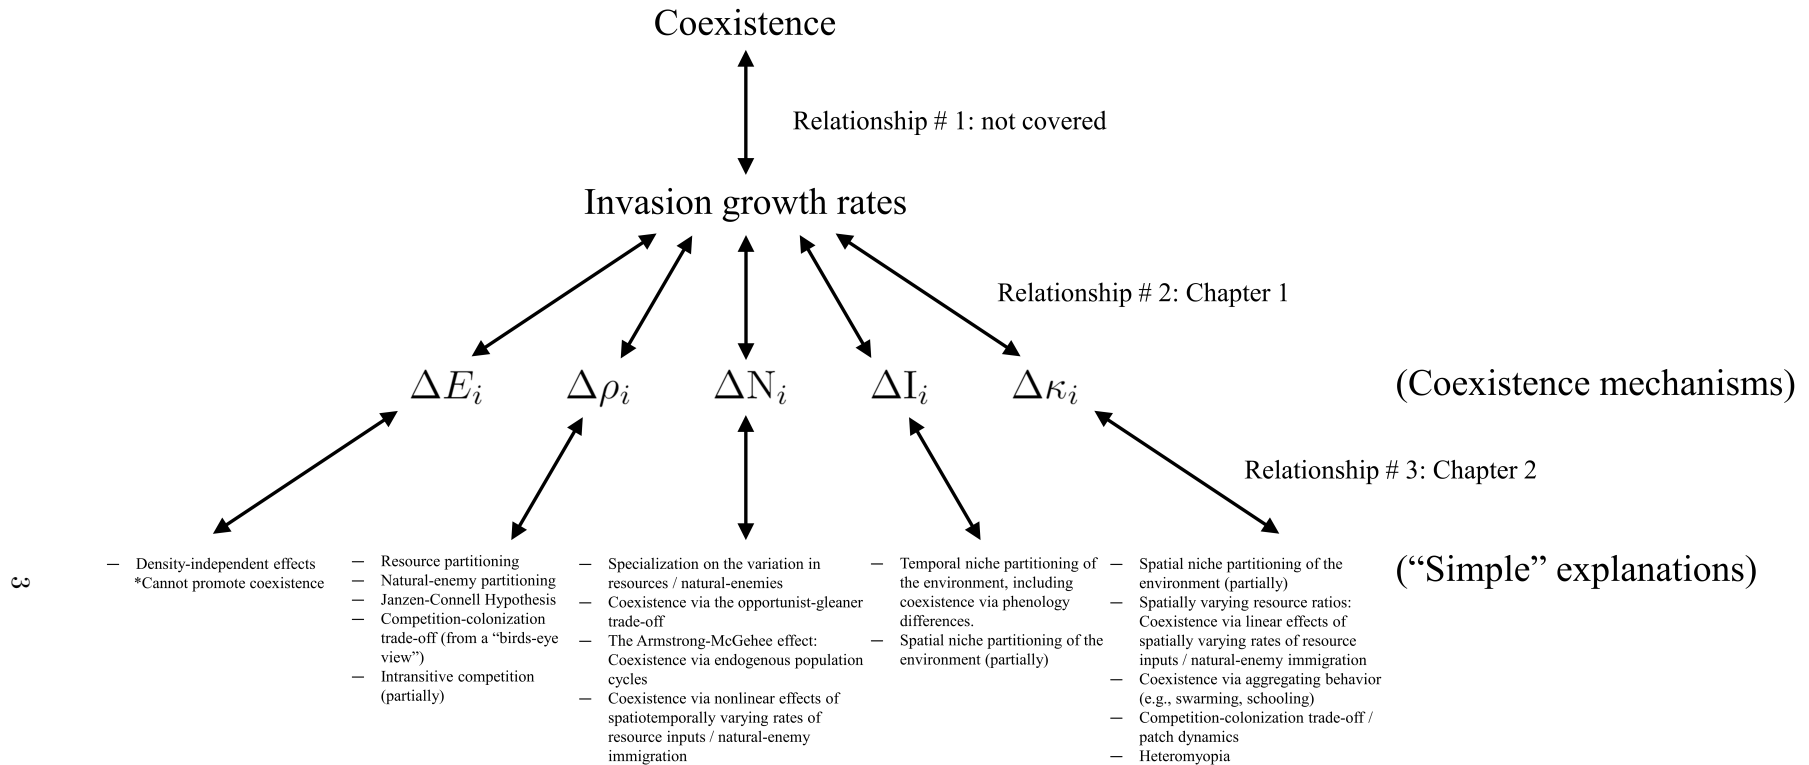 Coexistence
Relationship # 1: not covered
Invasion growth rates
Relationship # 2: Chapter 1
ΔEᵢ
Δρᵢ
ΔNᵢ
ΔIᵢ
Δκᵢ
(Coexistence mechanisms)
Relationship # 3: Chapter 2
— Density-independent effects
*Cannot promote coexistence
— Resource partitioning
— Natural-enemy partitioning
— Janzen-Connell Hypothesis
— Competition-colonization
trade-off (from a “birds-eye
view”)
— Intransitive competition
(partially)
— Specialization on the variation in
resources / natural-enemies
— Coexistence via the opportunist-gleaner
trade-off
— The Armstrong-McGehee effect:
Coexistence via endogenous population
cycles
— Coexistence via nonlinear effects of
spatiotemporally varying rates of
resource inputs / natural-enemy
immigration
— Temporal niche partitioning of
the environment, including
coexistence via phenology
differences.
— Spatial niche partitioning of the
environment (partially)
— Spatial niche partitioning of the
environment (partially)
— Spatially varying resource ratios:
Coexistence via linear effects of
spatially varying rates of resource
inputs / natural-enemy immigration
— Coexistence via aggregating behavior
(e.g., swarming, schooling)
— Competition-colonization trade-off /
patch dynamics
— Heteromyopia
(“Simple” explanations)
3